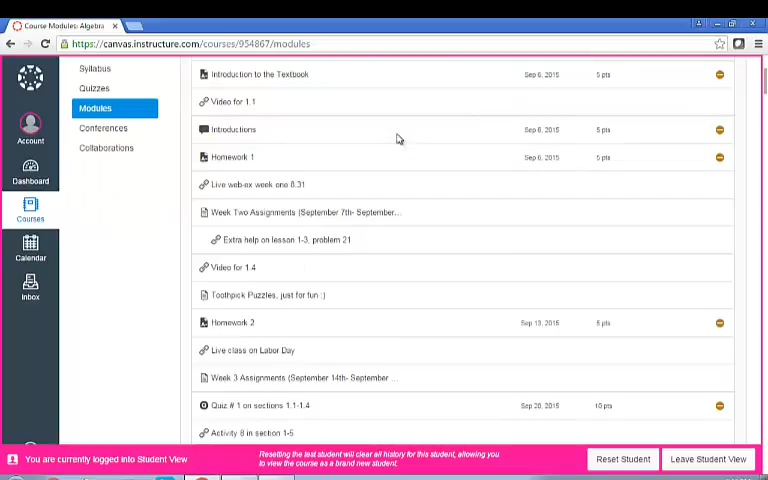 Course Modules: Algebra
https://canvas.instructure.com/courses/954867/modules
Syllabus
Quizzes
Modules
Conferences
Collaborations
Account
Dashboard
Courses
Calendar
Inbox
Introduction to the Textbook Sep 6, 2015 5 pts
Video for 1.1
Introductions Sep 6, 2015 5 pts
Homework 1 Sep 6, 2015 5 pts
Live web-ex week one 8.31
Week Two Assignments (September 7th- September...
Extra help on lesson 1-3, problem 21
Video for 1.4
Toothpick Puzzles, just for fun :)
Homework 2 Sep 13, 2015 5 pts
Live class on Labor Day
Week 3 Assignments (September 14th- September ...
Quiz # 1 on sections 1.1-1.4 Sep 20, 2015 10 pts
Activity 8 in section 1-5
You are currently logged into Student View
Resetting the test student will clear all history for this student, allowing
you to view the course as a brand new student.
Reset Student
Leave Student View